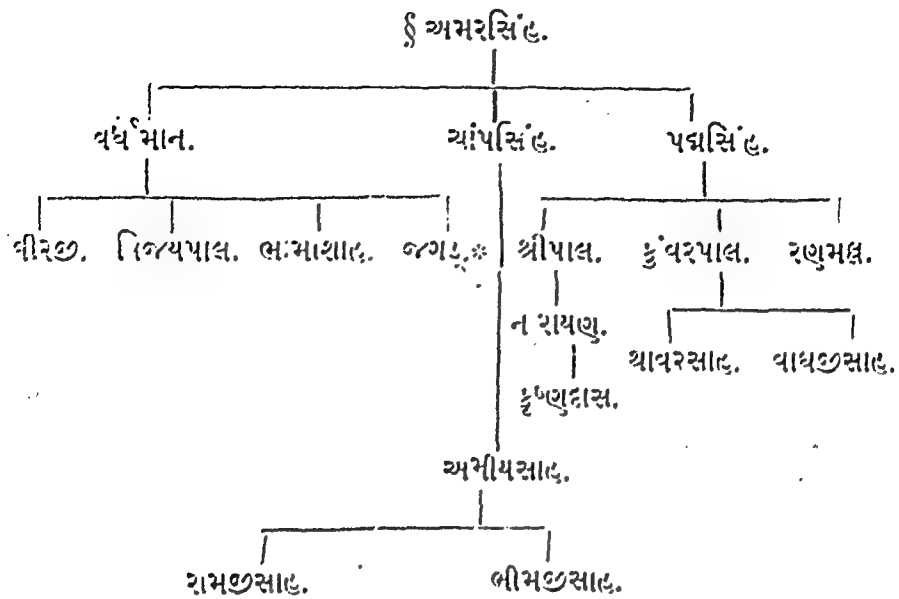 § અમરસિંહ.
વર્ધમાન. ચાંપસિંહ. પદ્મસિંહ.
વીરજી. વિજયપાલ. ભામાશાહ. જગડૂ.* શ્રીપાલ. કુંવરપાલ. રણમલ્લ.
ન રાયણ.
થાવરસાહ. વાઘજીસાહ.
કૃષ્ણદાસ.
અમીયસાહ.
રામજીસાહ. ભીમજીસાહ.